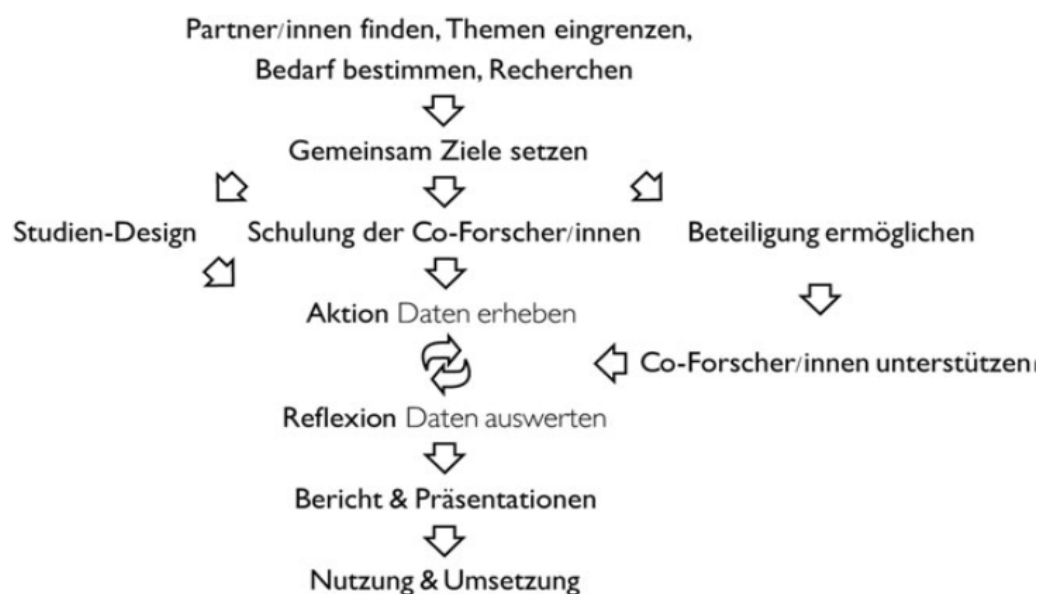 Partner/innen finden, Themen eingrenzen,
Bedarf bestimmen, Recherchen
Gemeinsam Ziele setzen
Studien-Design
Schulung der Co-Forscher/innen
Beteiligung ermöglichen
Aktion Daten erheben
Co-Forscher/innen unterstützen
Reflexion Daten auswerten
Bericht & Präsentationen
Nutzung & Umsetzung